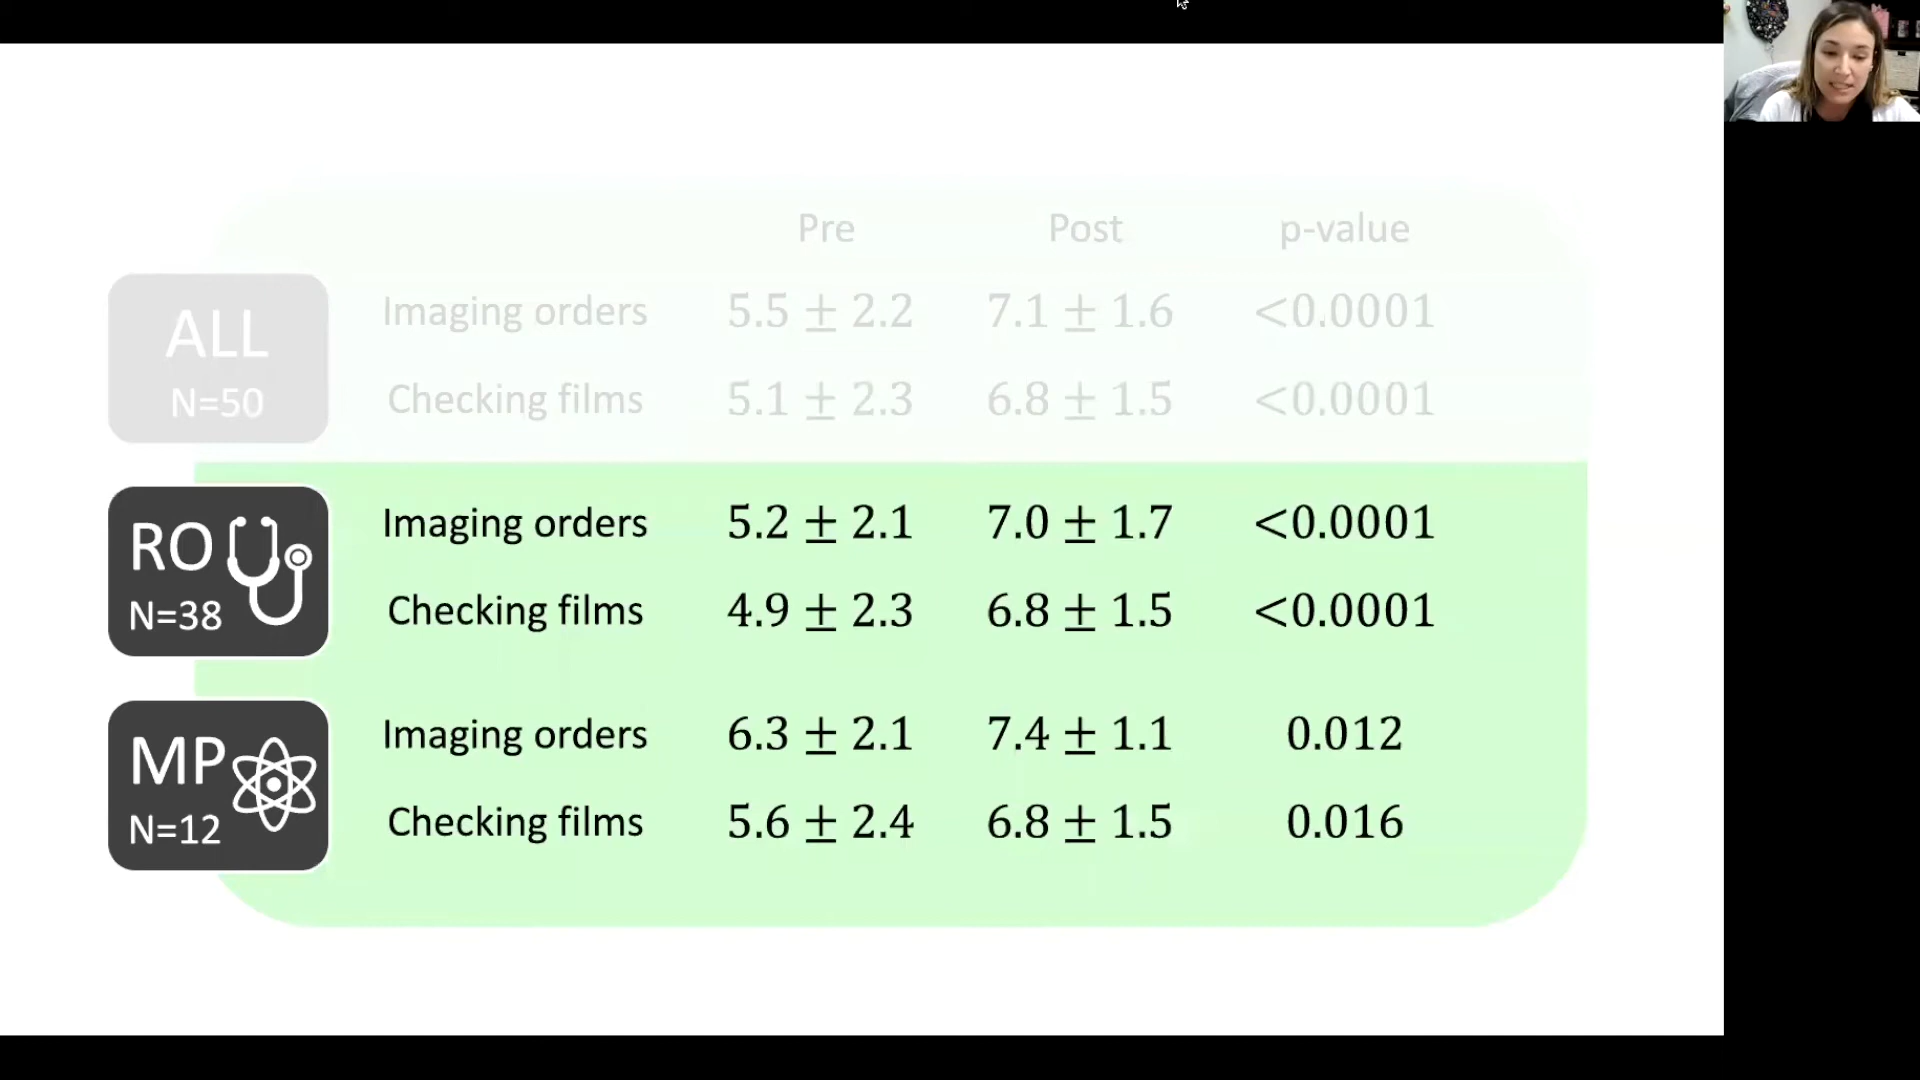 Pre Post p-value
ALL
N=50
Imaging orders 5.5 ± 2.2 7.1 ± 1.6 <0.0001
Checking films 5.1 ± 2.3 6.8 ± 1.5 <0.0001
RO
N=38
Imaging orders 5.2 ± 2.1 7.0 ± 1.7 <0.0001
Checking films 4.9 ± 2.3 6.8 ± 1.5 <0.0001
MP
N=12
Imaging orders 6.3 ± 2.1 7.4 ± 1.1 0.012
Checking films 5.6 ± 2.4 6.8 ± 1.5 0.016